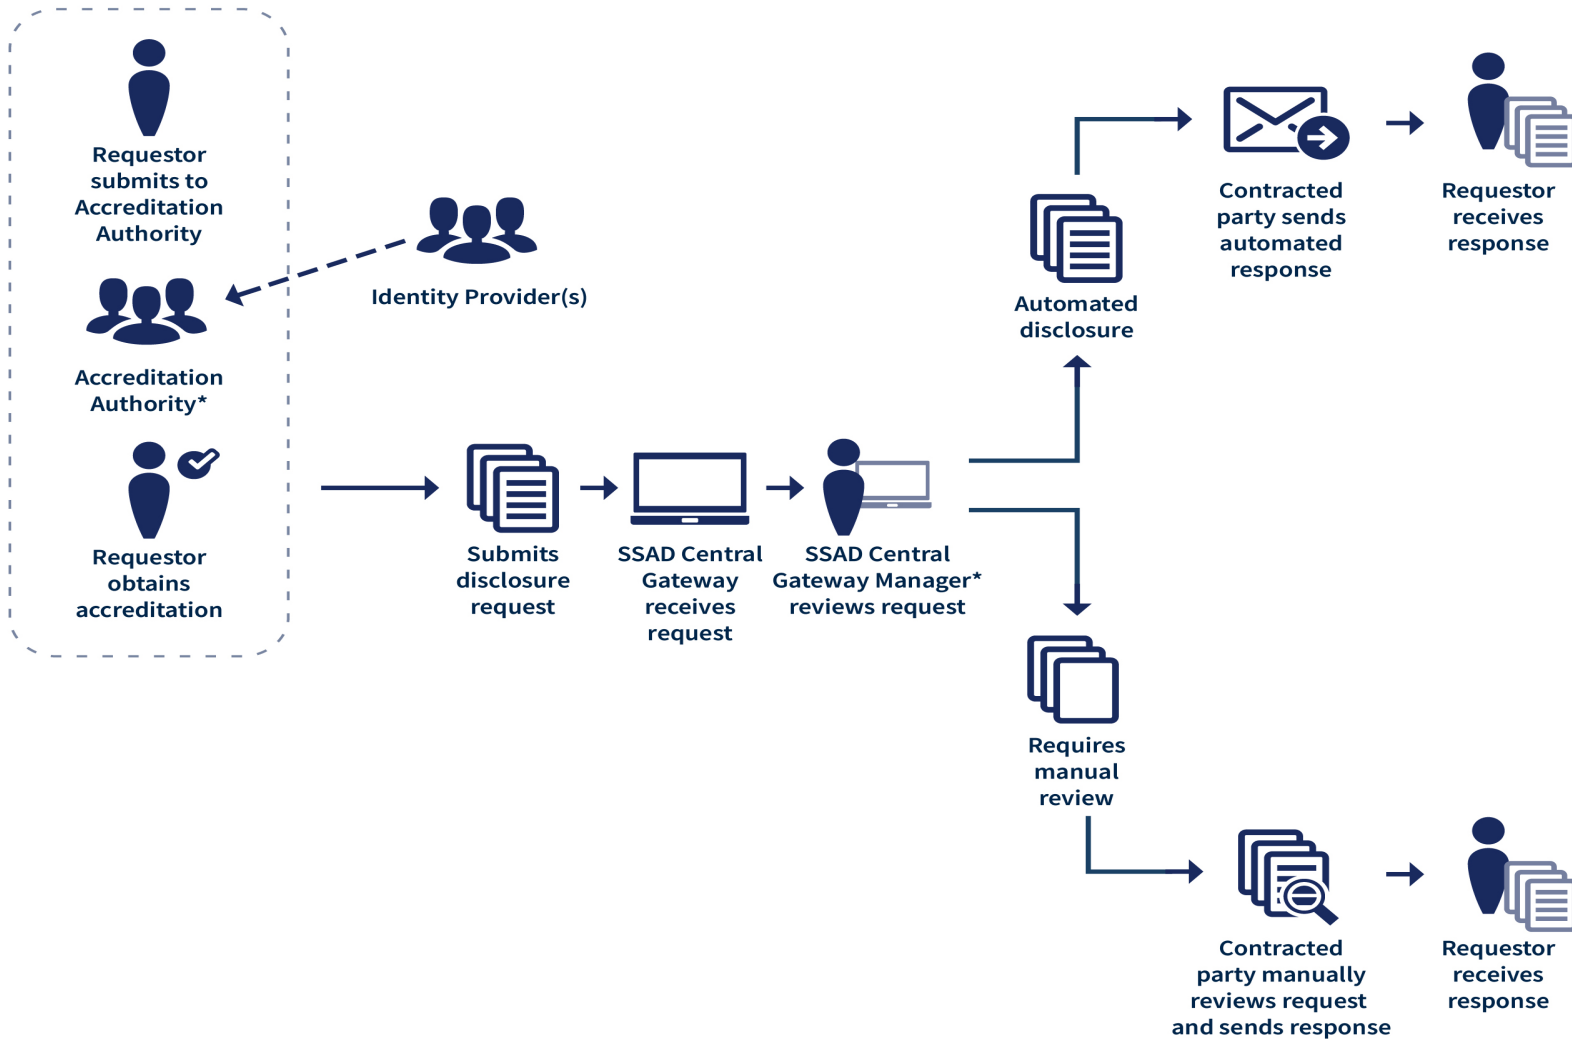 Requestor
submits to
Accreditation
Authority
Accreditation
Authority*
Requestor
obtains
accreditation
Identity Provider(s)
Submits
disclosure
request
SSAD Central
Gateway
receives
request
SSAD Central
Gateway Manager*
reviews request
Automated
disclosure
Contracted
party sends
automated
response
Requestor
receives
response
Requires
manual
review
Contracted
party manually
reviews request
and sends response
Requestor
receives
response